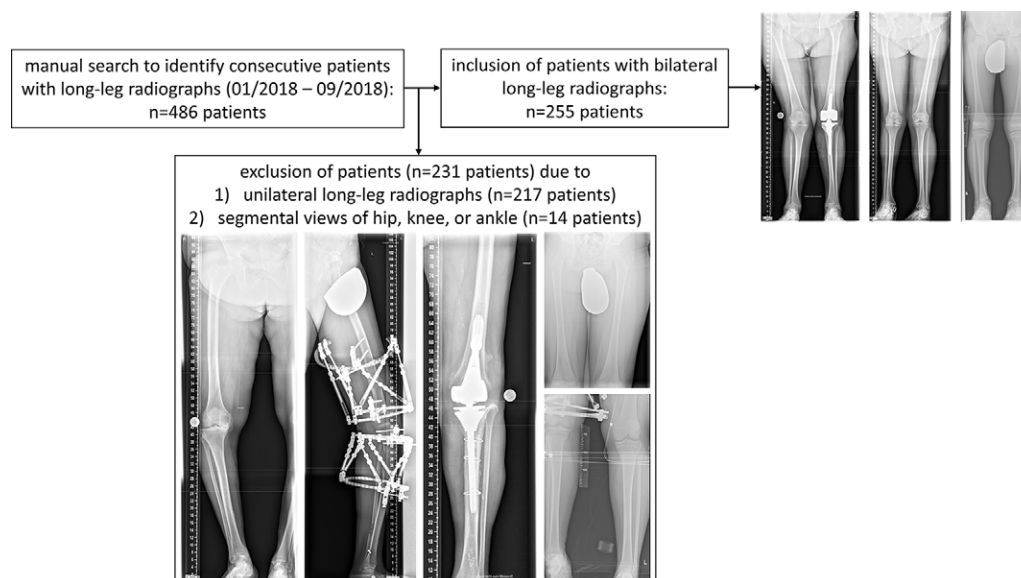 manual search to identify consecutive patients
with long-leg radiographs (01/2018 – 09/2018):
n=486 patients
inclusion of patients with bilateral
long-leg radiographs:
n=255 patients
exclusion of patients (n=231 patients) due to
1) unilateral long-leg radiographs (n=217 patients)
2) segmental views of hip, knee, or ankle (n=14 patients)